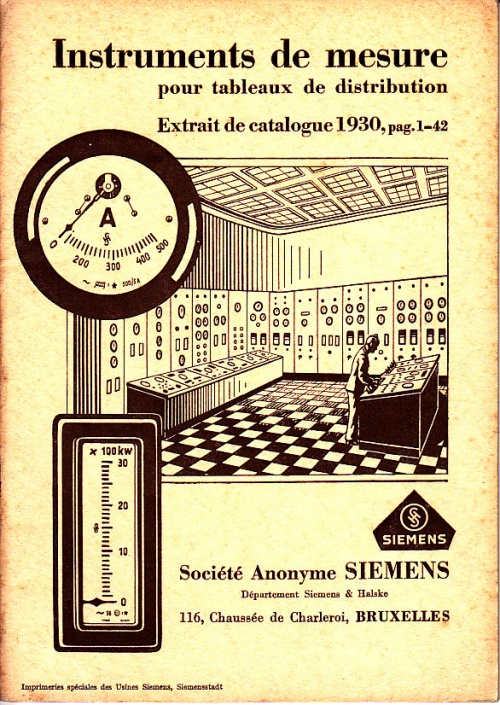 Instruments de mesure
pour tableaux de distribution
Extrait de catalogue 1930, pag. 1-42
A
0 200 300 400 500
500/5A
× 100 kW
30
20
10
0
SIEMENS
Société Anonyme SIEMENS
Département Siemens & Halske
116, Chaussée de Charleroi, BRUXELLES
Imprimeries spéciales des Usines Siemens, Siemensstadt